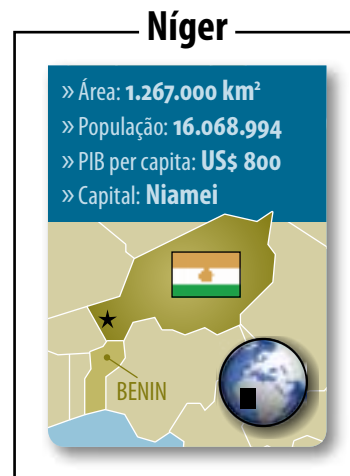 Níger
» Área: 1.267.000 km²
» População: 16.068.994
» PIB per capita: US$ 800
» Capital: Niamei
BENIN